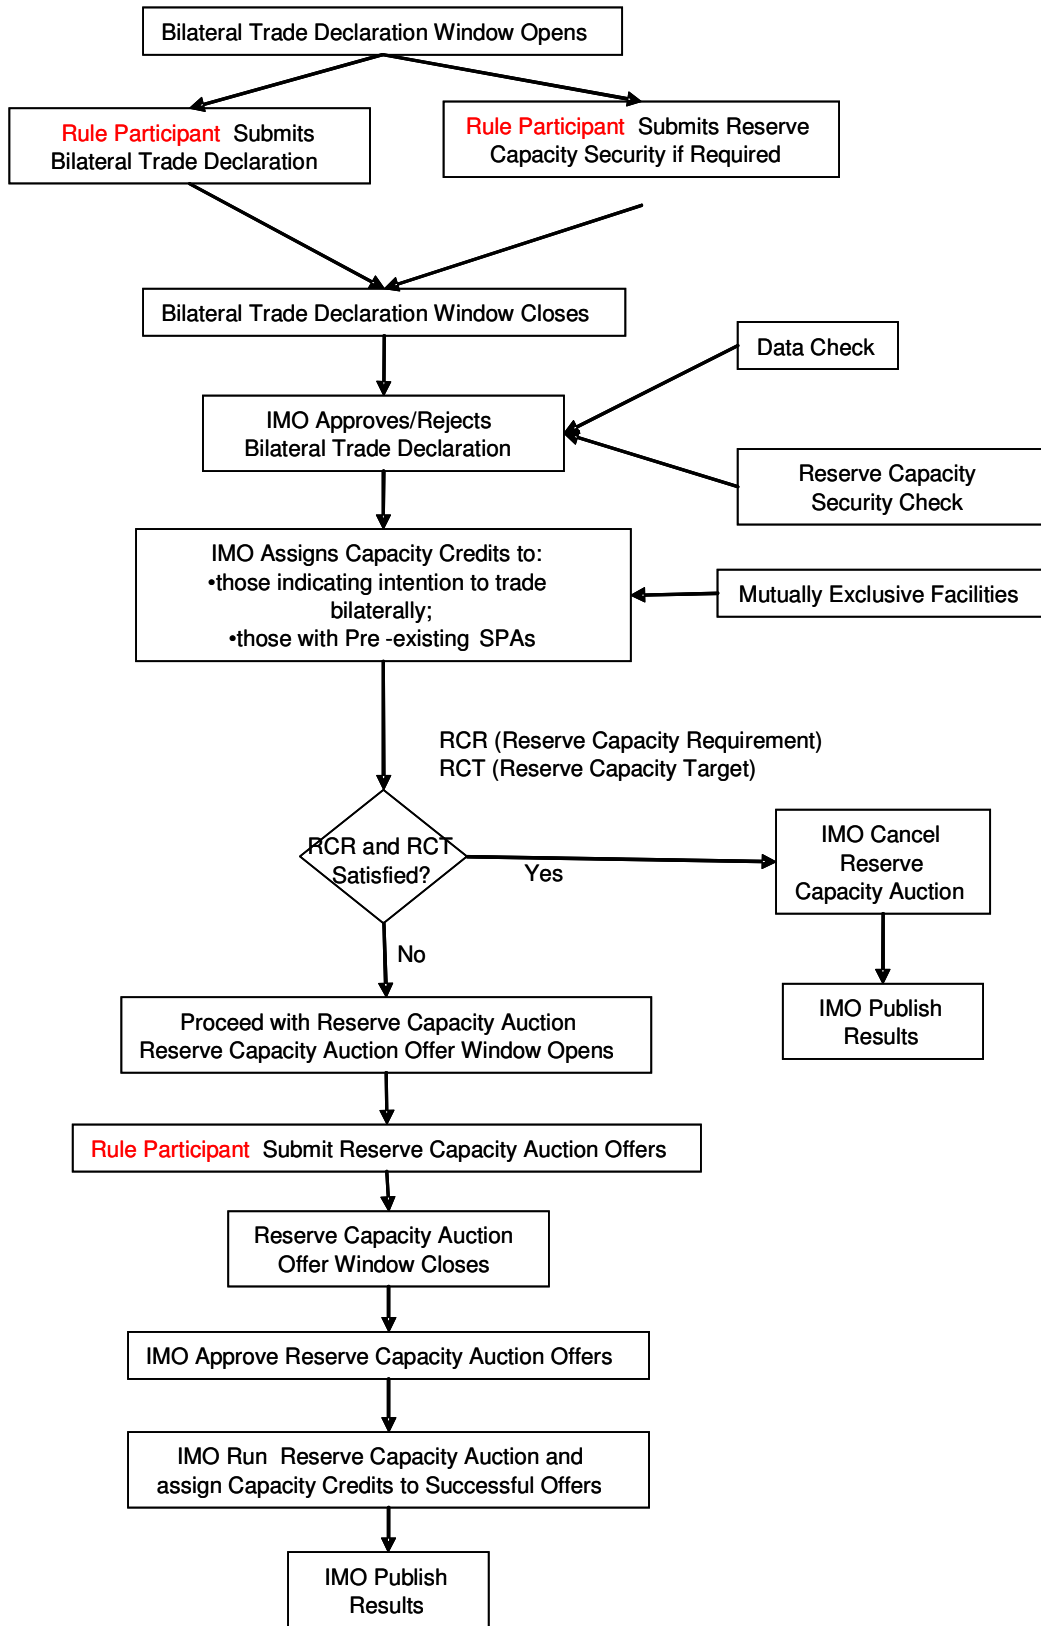 Bilateral Trade Declaration Window Opens
Rule Participant Submits
Bilateral Trade Declaration
Rule Participant Submits Reserve
Capacity Security if Required
Bilateral Trade Declaration Window Closes
Data Check
IMO Approves/Rejects
Bilateral Trade Declaration
Reserve Capacity
Security Check
IMO Assigns Capacity Credits to:
•those indicating intention to trade
bilaterally;
•those with Pre -existing SPAs
Mutually Exclusive Facilities
RCR (Reserve Capacity Requirement)
RCT (Reserve Capacity Target)
RCR and RCT
Satisfied?
Yes
IMO Cancel
Reserve
Capacity Auction
No
IMO Publish
Results
Proceed with Reserve Capacity Auction
Reserve Capacity Auction Offer Window Opens
Rule Participant Submit Reserve Capacity Auction Offers
Reserve Capacity Auction
Offer Window Closes
IMO Approve Reserve Capacity Auction Offers
IMO Run Reserve Capacity Auction and
assign Capacity Credits to Successful Offers
IMO Publish
Results